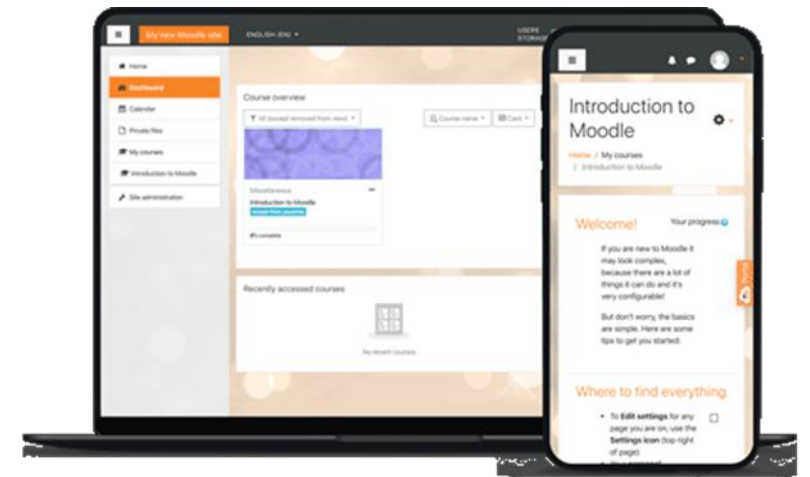 My new Moodle site
ENGLISH (EN)
USERS
STORAGE
Home
Dashboard
Calendar
Private files
My courses
Introduction to Moodle
Site administration
Course overview
All (except removed from view)
Course name
Card
Miscellaneous
Introduction to Moodle
complete
Recently accessed courses
No recent courses
Introduction to
Moodle
Home / My courses
/ Introduction to Moodle
Welcome!
Your progress
If you are new to Moodle it
may look complex,
because there are a lot of
things it can do and it's
very configurable!
But don't worry, the basics
are simple. Here are some
tips to get you started:
Where to find everything
To Edit settings for any
page you are on, use the
Settings icon (top right
of page)